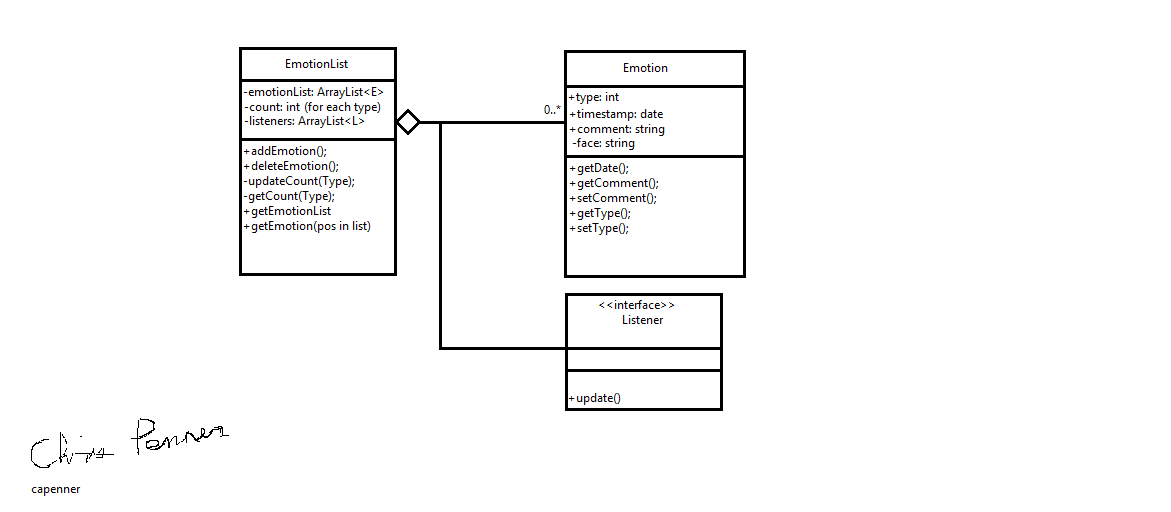 EmotionList
-emotionList: ArrayList<E>
-count: int (for each type)
-listeners: ArrayList<L>
+addEmotion();
+deleteEmotion();
-updateCount(Type);
-getCount(Type);
+getEmotionList
+getEmotion(pos in list)
0..*
Emotion
+type: int
+timestamp: date
+comment: string
-face: string
+getDate();
+getComment();
+setComment();
+getType();
+setType();
<<interface>>
Listener
+update()
Chris Penner
capenner